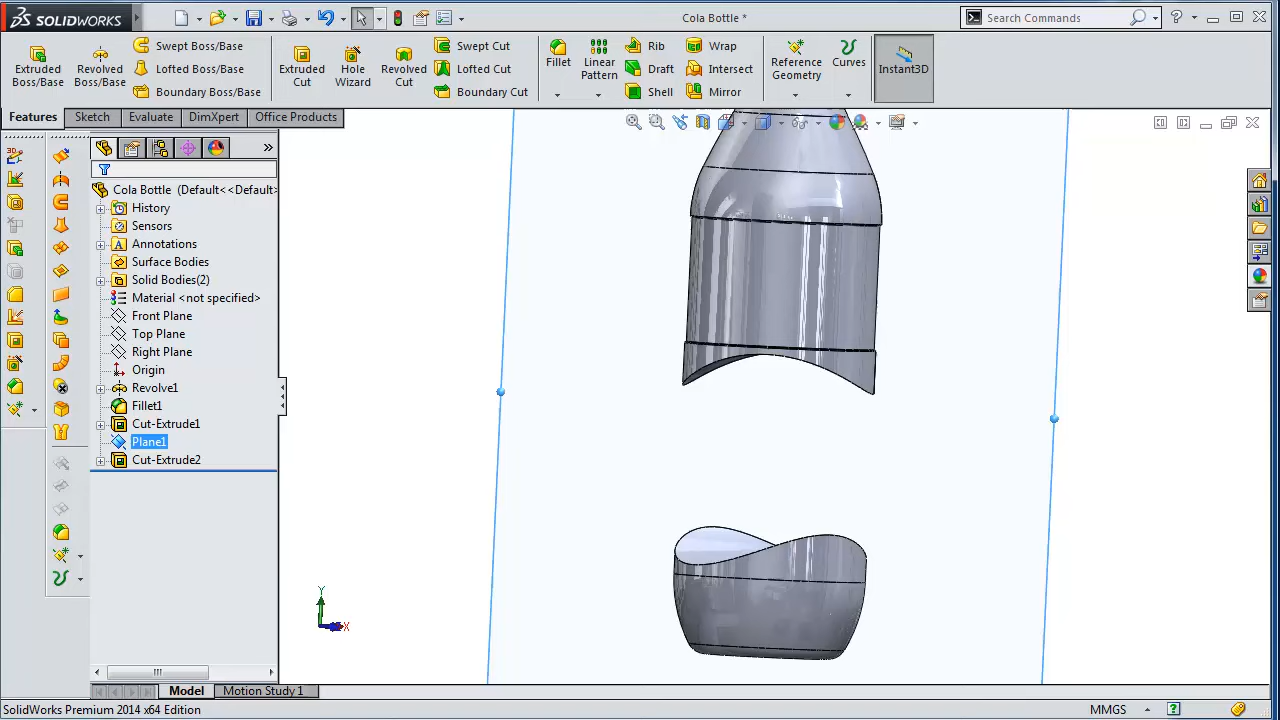 SOLIDWORKS
Cola Bottle *
Search Commands
Extruded Boss/Base
Revolved Boss/Base
Swept Boss/Base
Lofted Boss/Base
Boundary Boss/Base
Extruded Cut
Hole Wizard
Revolved Cut
Swept Cut
Lofted Cut
Boundary Cut
Fillet
Linear Pattern
Rib
Draft
Shell
Wrap
Intersect
Mirror
Reference Geometry
Curves
Instant3D
Features
Sketch
Evaluate
DimXpert
Office Products
Cola Bottle (Default<<Default>
History
Sensors
Annotations
Surface Bodies
Solid Bodies(2)
Material <not specified>
Front Plane
Top Plane
Right Plane
Origin
Revolve1
Fillet1
Cut-Extrude1
Plane1
Cut-Extrude2
Y
X
Model
Motion Study 1
SolidWorks Premium 2014 x64 Edition
MMGS